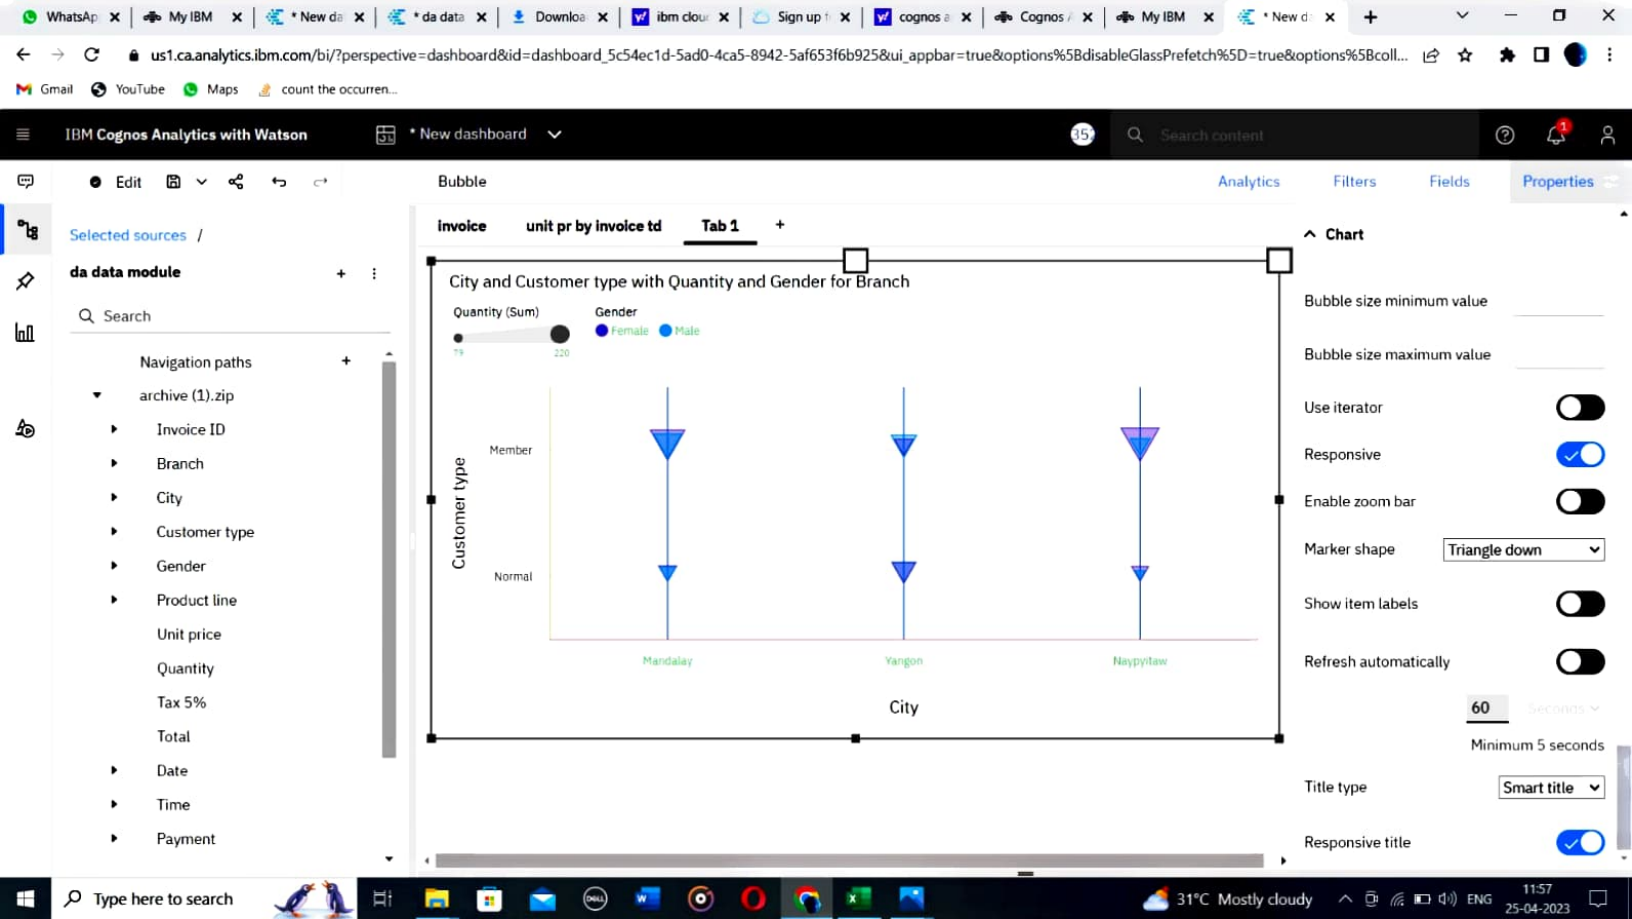 WhatsAp
My IBM
* New da
* da data
Downloa
ibm clou
Sign up f
cognos a
Cognos A
My IBM
* New d
us1.ca.analytics.ibm.com/bi/?perspective=dashboard&id=dashboard_5c54ec1d-5ad0-4ca5-8942-5af653f6b925&ui_appbar=true&options%5BdisableGlassPrefetch%5D=true&options%5Bcoll...
Gmail
YouTube
Maps
count the occurren...
IBM Cognos Analytics with Watson
* New dashboard
Search content
1
Edit
Bubble
Analytics
Filters
Fields
Properties
Selected sources /
da data module
Search
Navigation paths
archive (1).zip
Invoice ID
Branch
City
Customer type
Gender
Product line
Unit price
Quantity
Tax 5%
Total
Date
Time
Payment
invoice
unit pr by invoice td
Tab 1
City and Customer type with Quantity and Gender for Branch
Quantity (Sum)
79
220
Gender
Female
Male
Customer type
Member
Normal
Mandalay
Yangon
Naypyitaw
City
Chart
Bubble size minimum value
Bubble size maximum value
Use iterator
Responsive
Enable zoom bar
Marker shape
Triangle down
Show item labels
Refresh automatically
60
Seconds
Minimum 5 seconds
Title type
Smart title
Responsive title
Type here to search
DELL
31°C Mostly cloudy
ENG
11:57
25-04-2023